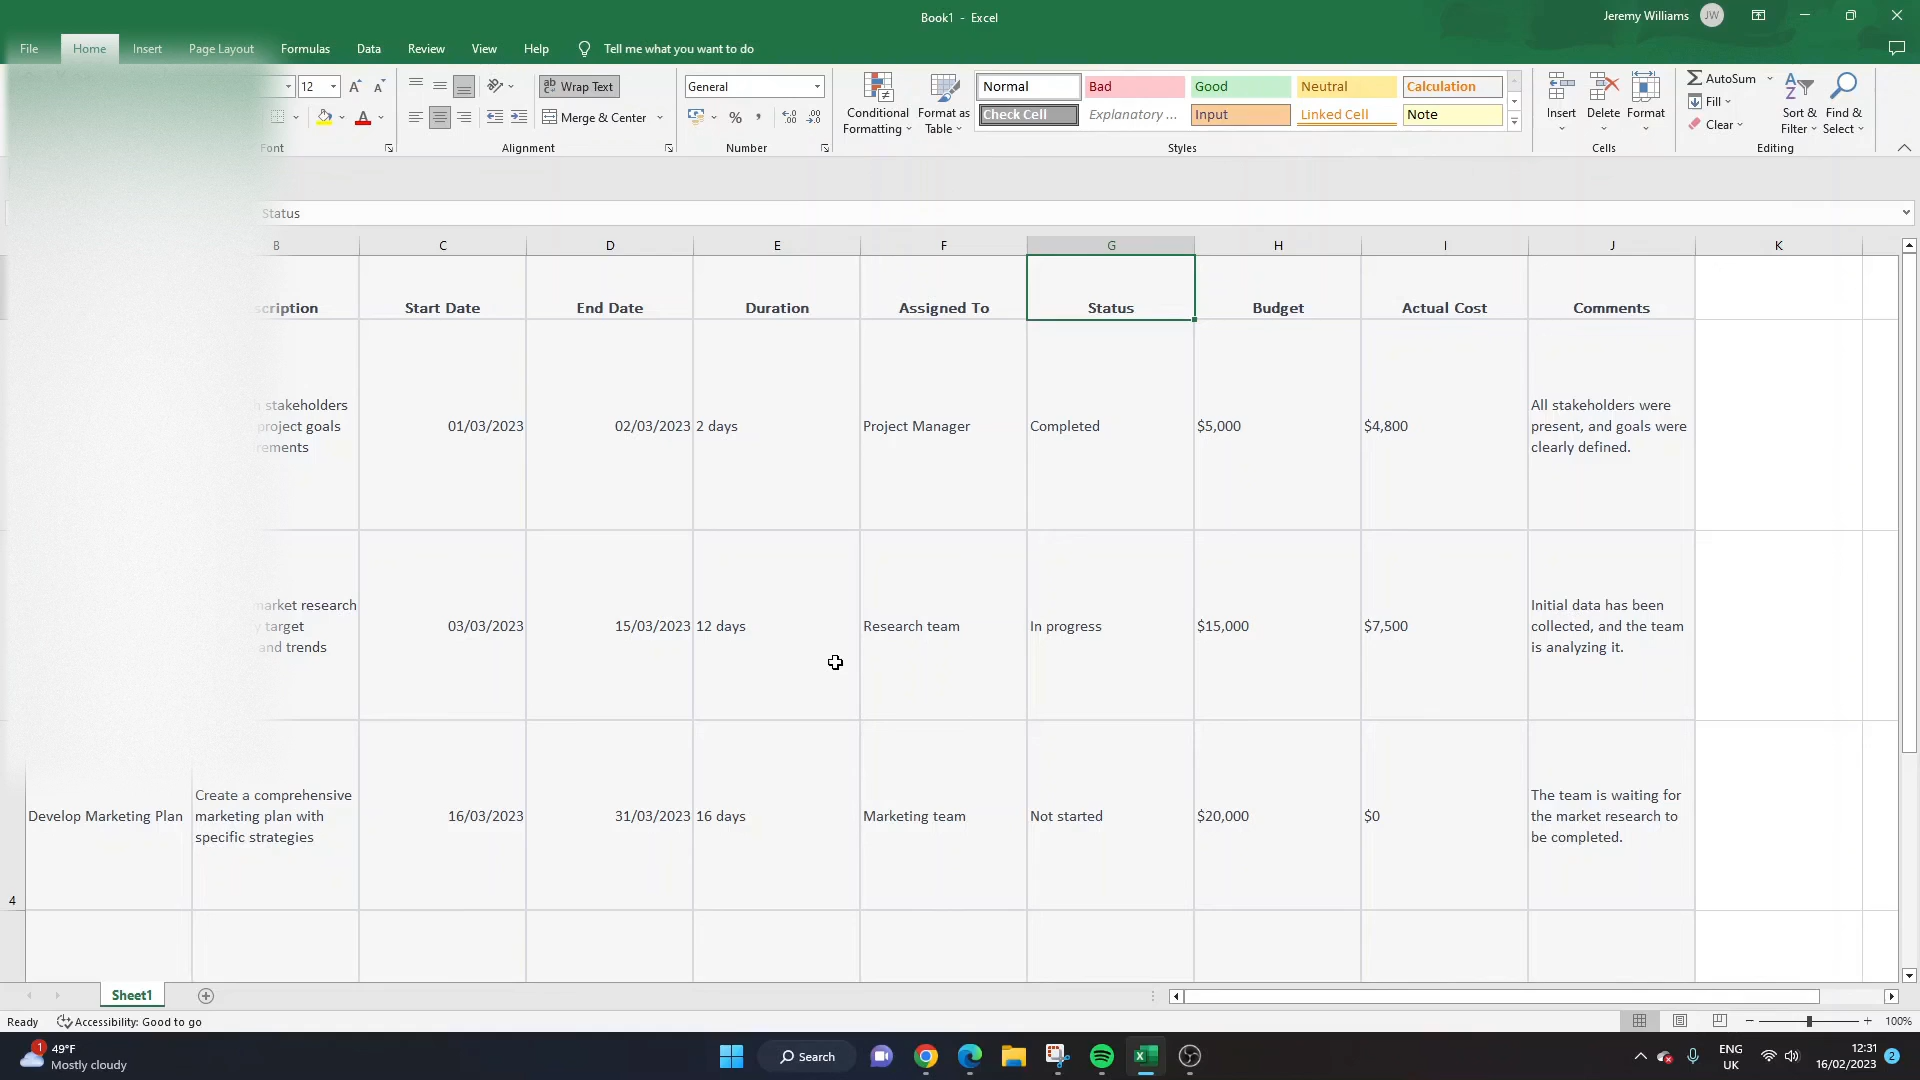 Book1 - Excel
Jeremy Williams
JW
File
Home
Insert
Page Layout
Formulas
Data
Review
View
Help
Tell me what you want to do
12
Wrap Text
Merge & Center
General
Conditional
Formatting
Format as
Table
Normal
Bad
Good
Neutral
Calculation
Check Cell
Explanatory ...
Input
Linked Cell
Note
Insert
Delete
Format
AutoSum
Fill
Clear
Sort &
Filter
Find &
Select
Font
Alignment
Number
Styles
Cells
Editing
Status
B
C
D
E
F
G
H
I
J
K
scription
Start Date
End Date
Duration
Assigned To
Status
Budget
Actual Cost
Comments
stakeholders
project goals
rements
01/03/2023
02/03/2023
2 days
Project Manager
Completed
$5,000
$4,800
All stakeholders were
present, and goals were
clearly defined.
market research
target
and trends
03/03/2023
15/03/2023
12 days
Research team
In progress
$15,000
$7,500
Initial data has been
collected, and the team
is analyzing it.
4
Develop Marketing Plan
Create a comprehensive
marketing plan with
specific strategies
16/03/2023
31/03/2023
16 days
Marketing team
Not started
$20,000
$0
The team is waiting for
the market research to
be completed.
Sheet1
Ready
Accessibility: Good to go
100%
1
49°F
Mostly cloudy
Search
ENG
UK
12:31
16/02/2023
2